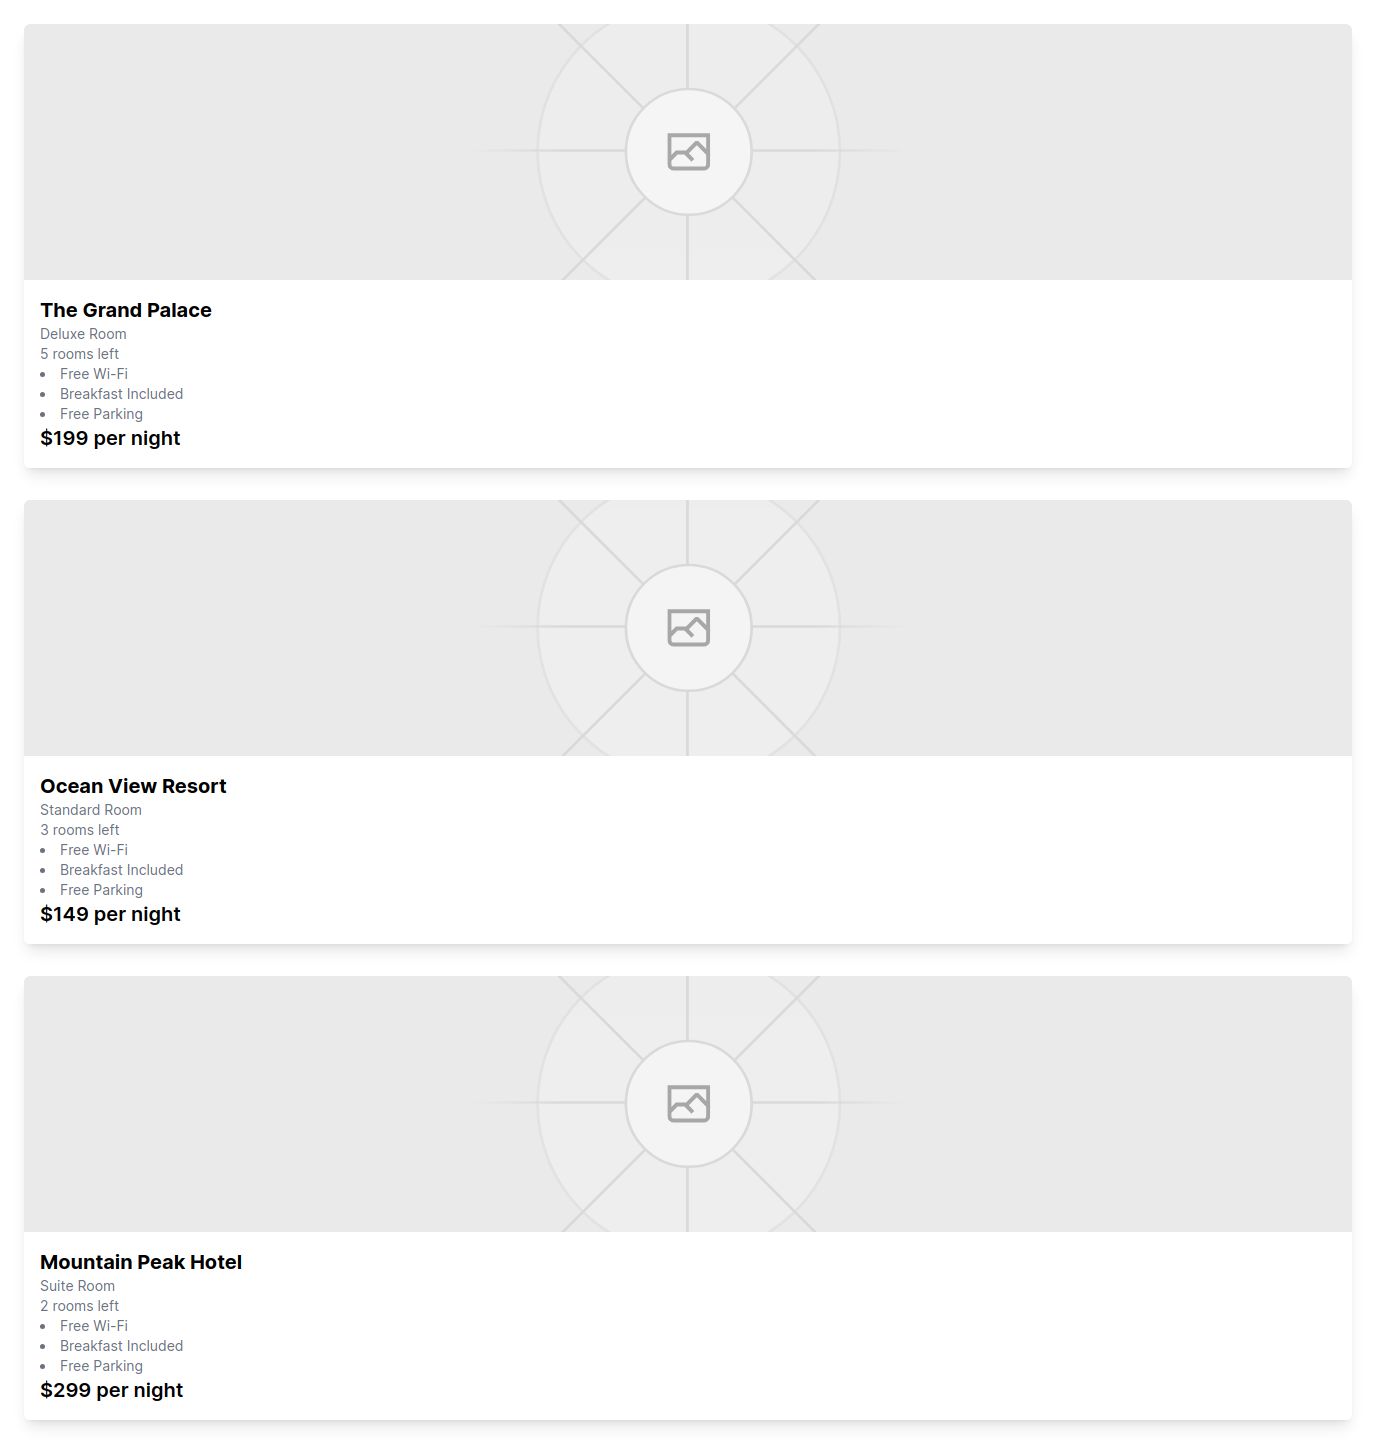 The Grand Palace
Deluxe Room
5 rooms left
• Free Wi-Fi
• Breakfast Included
• Free Parking
$199 per night
Ocean View Resort
Standard Room
3 rooms left
• Free Wi-Fi
• Breakfast Included
• Free Parking
$149 per night
Mountain Peak Hotel
Suite Room
2 rooms left
• Free Wi-Fi
• Breakfast Included
• Free Parking
$299 per night